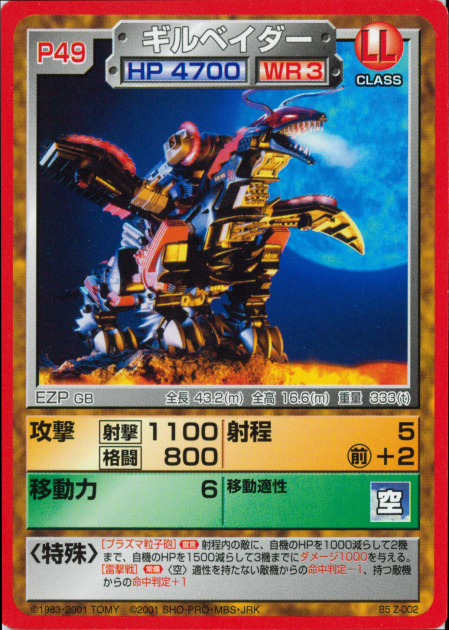 P49
ギルベイダー
LL
CLASS
HP 4700
WR 3
EZP GB
全長 43.2(m) 全高 16.6(m) 重量 333(t)
攻撃 射撃 1100
格闘 800
射程 5
前 +2
移動力 6
移動適性 空
〈特殊〉
[プラズマ粒子砲] 宣言 射程内の敵に、自機のHPを1000減らして2機
まで、自機のHPを1500減らして3機までにダメージ1000を与える。
[雷撃戦] 常備 〈空〉適性を持たない敵機からの命中判定−1、持つ敵機
からの命中判定+1
©1983-2001 TOMY ©2001 SHO-PRO・MBS・JRK
85 Z-002